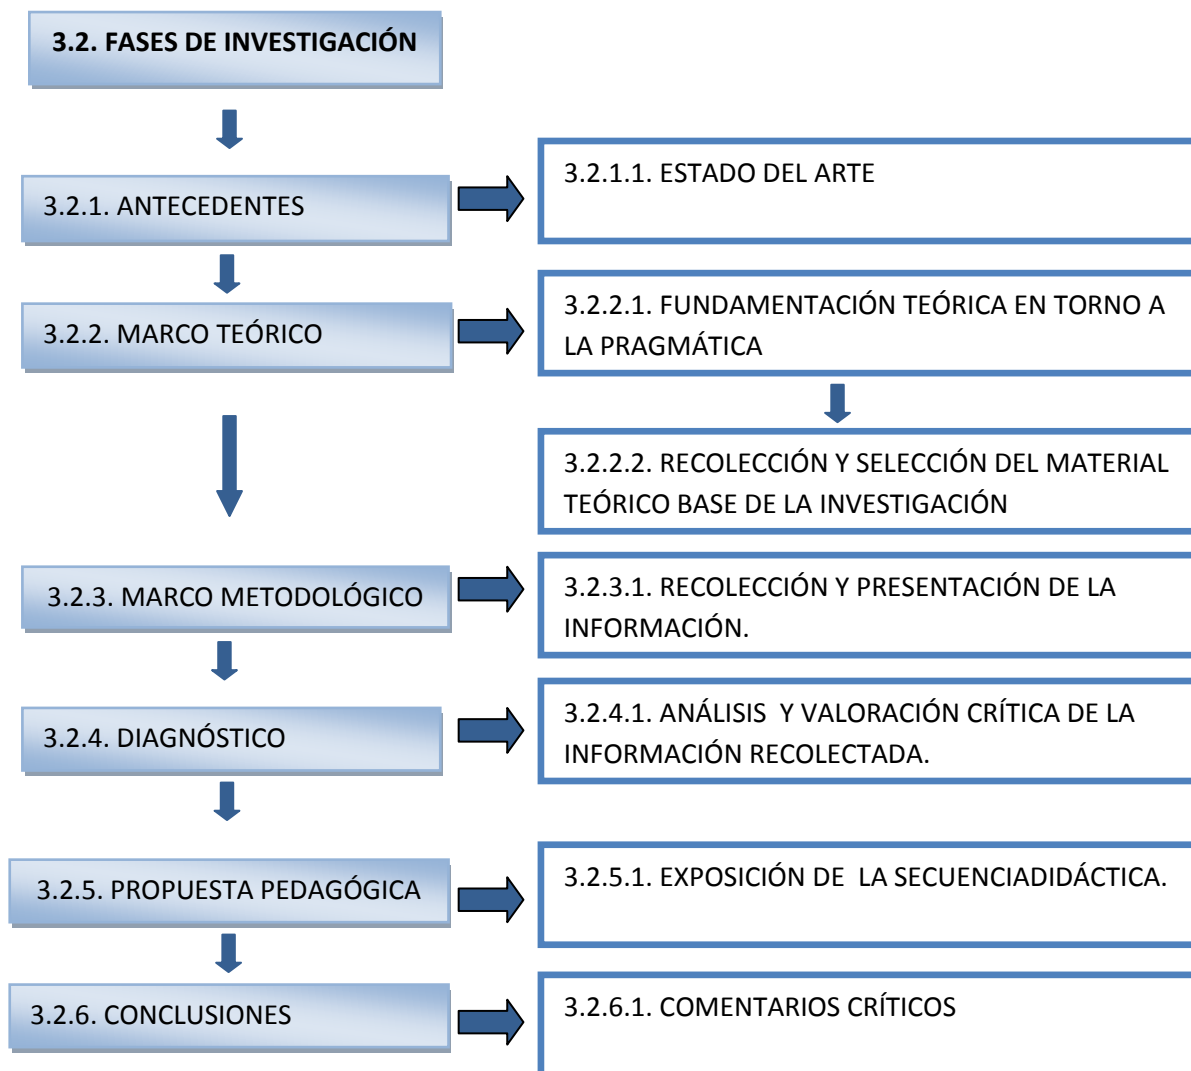 3.2. FASES DE INVESTIGACIÓN
3.2.1. ANTECEDENTES
3.2.1.1. ESTADO DEL ARTE
3.2.2. MARCO TEÓRICO
3.2.2.1. FUNDAMENTACIÓN TEÓRICA EN TORNO A
LA PRAGMÁTICA
3.2.2.2. RECOLECCIÓN Y SELECCIÓN DEL MATERIAL
TEÓRICO BASE DE LA INVESTIGACIÓN
3.2.3. MARCO METODOLÓGICO
3.2.3.1. RECOLECCIÓN Y PRESENTACIÓN DE LA
INFORMACIÓN.
3.2.4. DIAGNÓSTICO
3.2.4.1. ANÁLISIS  Y VALORACIÓN CRÍTICA DE LA
INFORMACIÓN RECOLECTADA.
3.2.5. PROPUESTA PEDAGÓGICA
3.2.5.1. EXPOSICIÓN DE  LA SECUENCIADIDÁCTICA.
3.2.6. CONCLUSIONES
3.2.6.1. COMENTARIOS CRÍTICOS